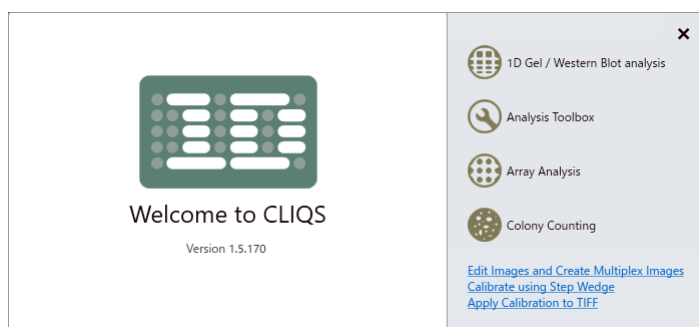 Welcome to CLIQS
Version 1.5.170
1D Gel / Western Blot analysis
Analysis Toolbox
Array Analysis
Colony Counting
Edit Images and Create Multiplex Images
Calibrate using Step Wedge
Apply Calibration to TIFF